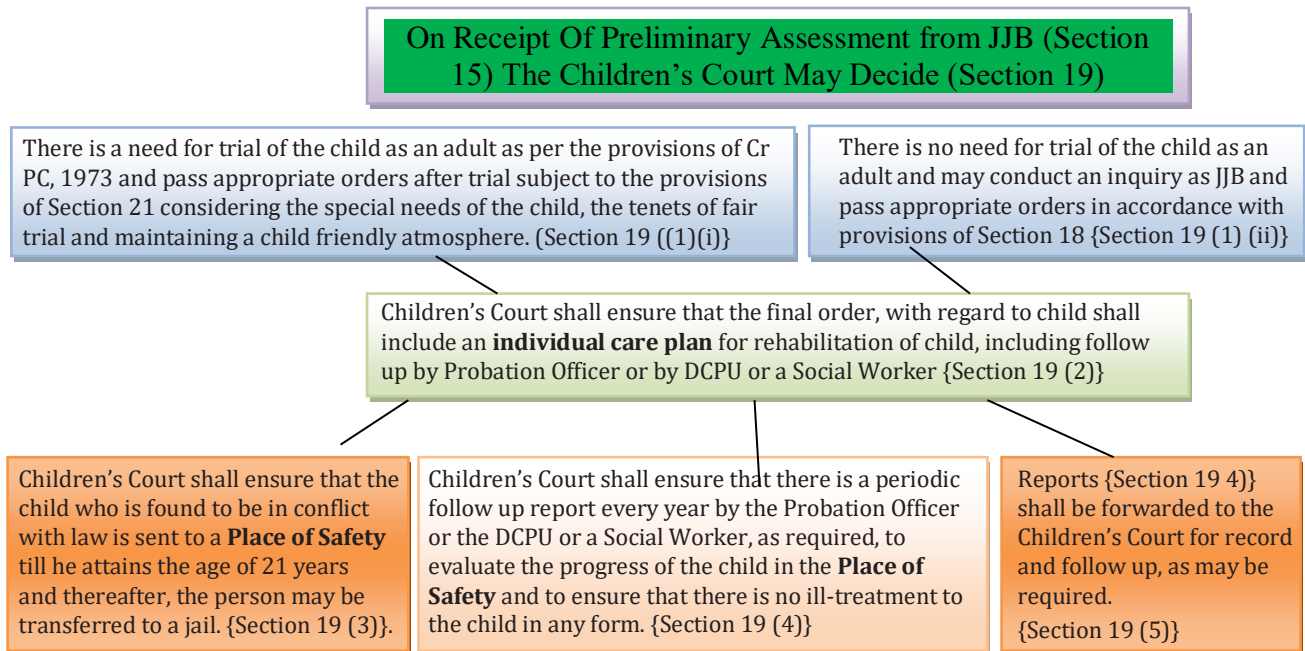 On Receipt Of Preliminary Assessment from JJB (Section
15) The Children’s Court May Decide (Section 19)
There is a need for trial of the child as an adult as per the provisions of Cr
PC, 1973 and pass appropriate orders after trial subject to the provisions
of Section 21 considering the special needs of the child, the tenets of fair
trial and maintaining a child friendly atmosphere. (Section 19 ((1)(i)}
There is no need for trial of the child as an
adult and may conduct an inquiry as JJB and
pass appropriate orders in accordance with
provisions of Section 18 {Section 19 (1) (ii)}
Children’s Court shall ensure that the final order, with regard to child shall
include an individual care plan for rehabilitation of child, including follow
up by Probation Officer or by DCPU or a Social Worker {Section 19 (2)}
Children’s Court shall ensure that the
child who is found to be in conflict
with law is sent to a Place of Safety
till he attains the age of 21 years
and thereafter, the person may be
transferred to a jail. {Section 19 (3)}.
Children’s Court shall ensure that there is a periodic
follow up report every year by the Probation Officer
or the DCPU or a Social Worker, as required, to
evaluate the progress of the child in the Place of
Safety and to ensure that there is no ill-treatment to
the child in any form. {Section 19 (4)}
Reports {Section 19 4)}
shall be forwarded to the
Children’s Court for record
and follow up, as may be
required.
{Section 19 (5)}